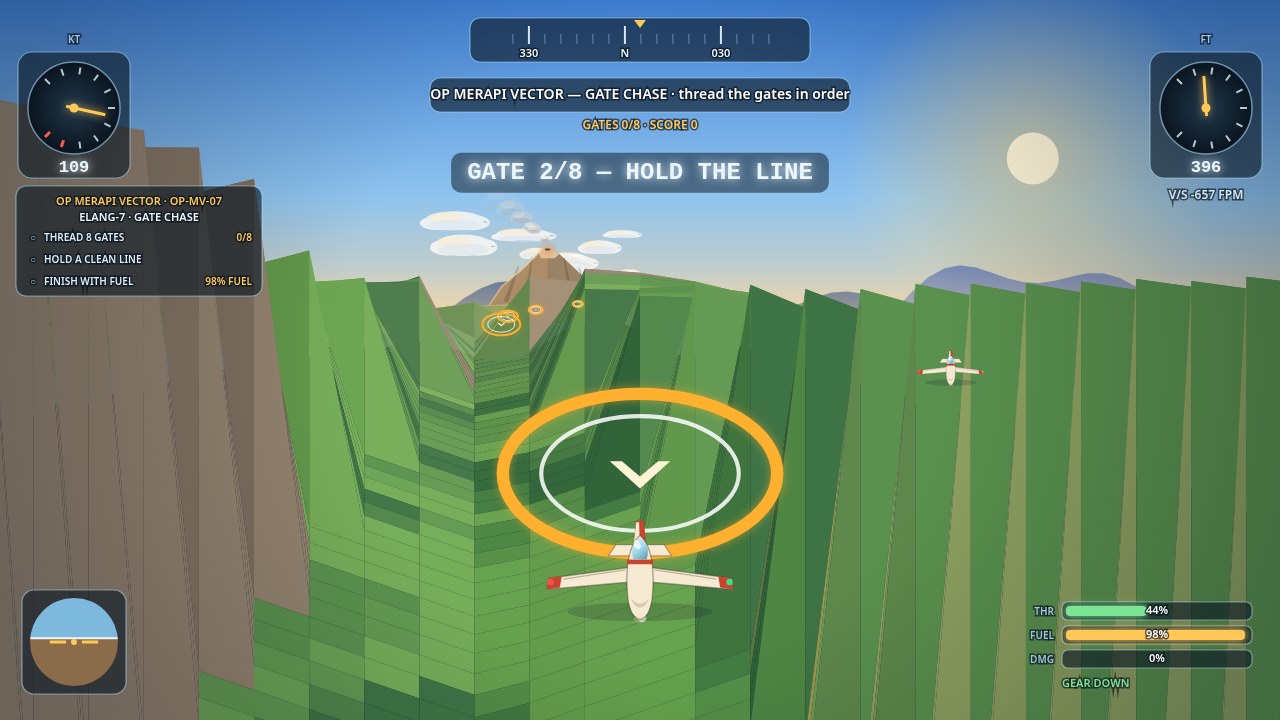 KT
109
330 N 030
OP MERAPI VECTOR — GATE CHASE · thread the gates in order
GATES 0/8 · SCORE 0
GATE 2/8 — HOLD THE LINE
FT
396
V/S -657 FPM
OP MERAPI VECTOR · OP-MV-07
ELANG-7 · GATE CHASE
THREAD 8 GATES 0/8
HOLD A CLEAN LINE
FINISH WITH FUEL 98% FUEL
THR 44%
FUEL 98%
DMG 0%
GEAR DOWN